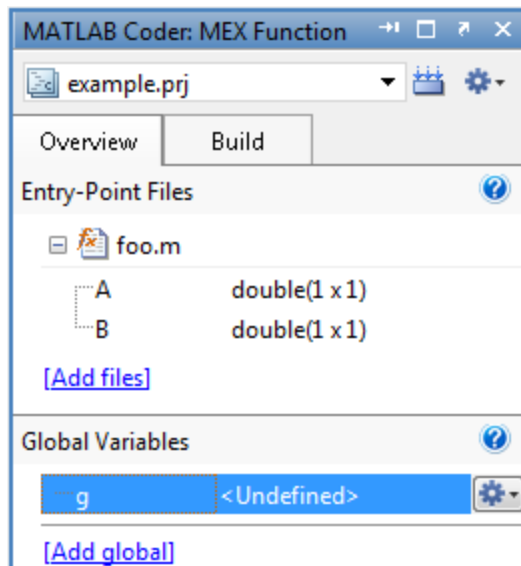 MATLAB Coder: MEX Function
example.prj
Overview Build
Entry-Point Files
foo.m
A double(1 x 1)
B double(1 x 1)
[Add files]
Global Variables
g <Undefined>
[Add global]